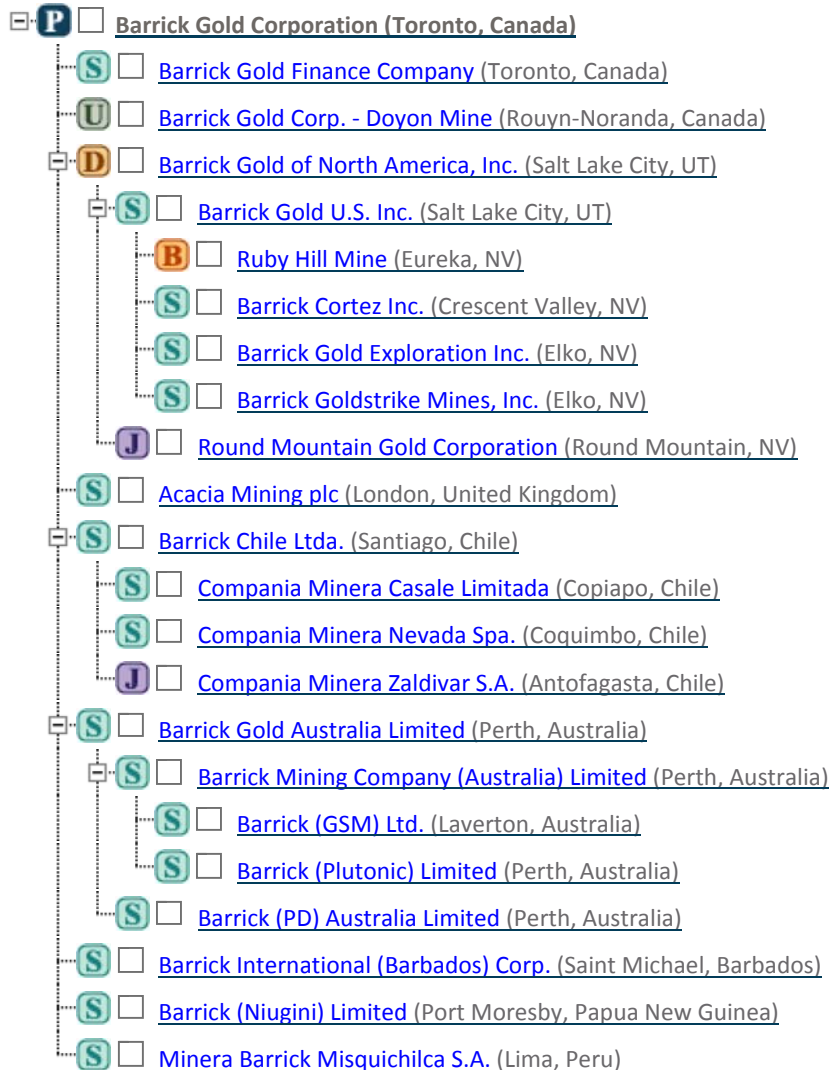 P Barrick Gold Corporation (Toronto, Canada)
S Barrick Gold Finance Company (Toronto, Canada)
U Barrick Gold Corp. - Doyon Mine (Rouyn-Noranda, Canada)
D Barrick Gold of North America, Inc. (Salt Lake City, UT)
S Barrick Gold U.S. Inc. (Salt Lake City, UT)
B Ruby Hill Mine (Eureka, NV)
S Barrick Cortez Inc. (Crescent Valley, NV)
S Barrick Gold Exploration Inc. (Elko, NV)
S Barrick Goldstrike Mines, Inc. (Elko, NV)
J Round Mountain Gold Corporation (Round Mountain, NV)
S Acacia Mining plc (London, United Kingdom)
S Barrick Chile Ltda. (Santiago, Chile)
S Compania Minera Casale Limitada (Copiapo, Chile)
S Compania Minera Nevada Spa. (Coquimbo, Chile)
J Compania Minera Zaldivar S.A. (Antofagasta, Chile)
S Barrick Gold Australia Limited (Perth, Australia)
S Barrick Mining Company (Australia) Limited (Perth, Australia)
S Barrick (GSM) Ltd. (Laverton, Australia)
S Barrick (Plutonic) Limited (Perth, Australia)
S Barrick (PD) Australia Limited (Perth, Australia)
S Barrick International (Barbados) Corp. (Saint Michael, Barbados)
S Barrick (Niugini) Limited (Port Moresby, Papua New Guinea)
S Minera Barrick Misquichilca S.A. (Lima, Peru)